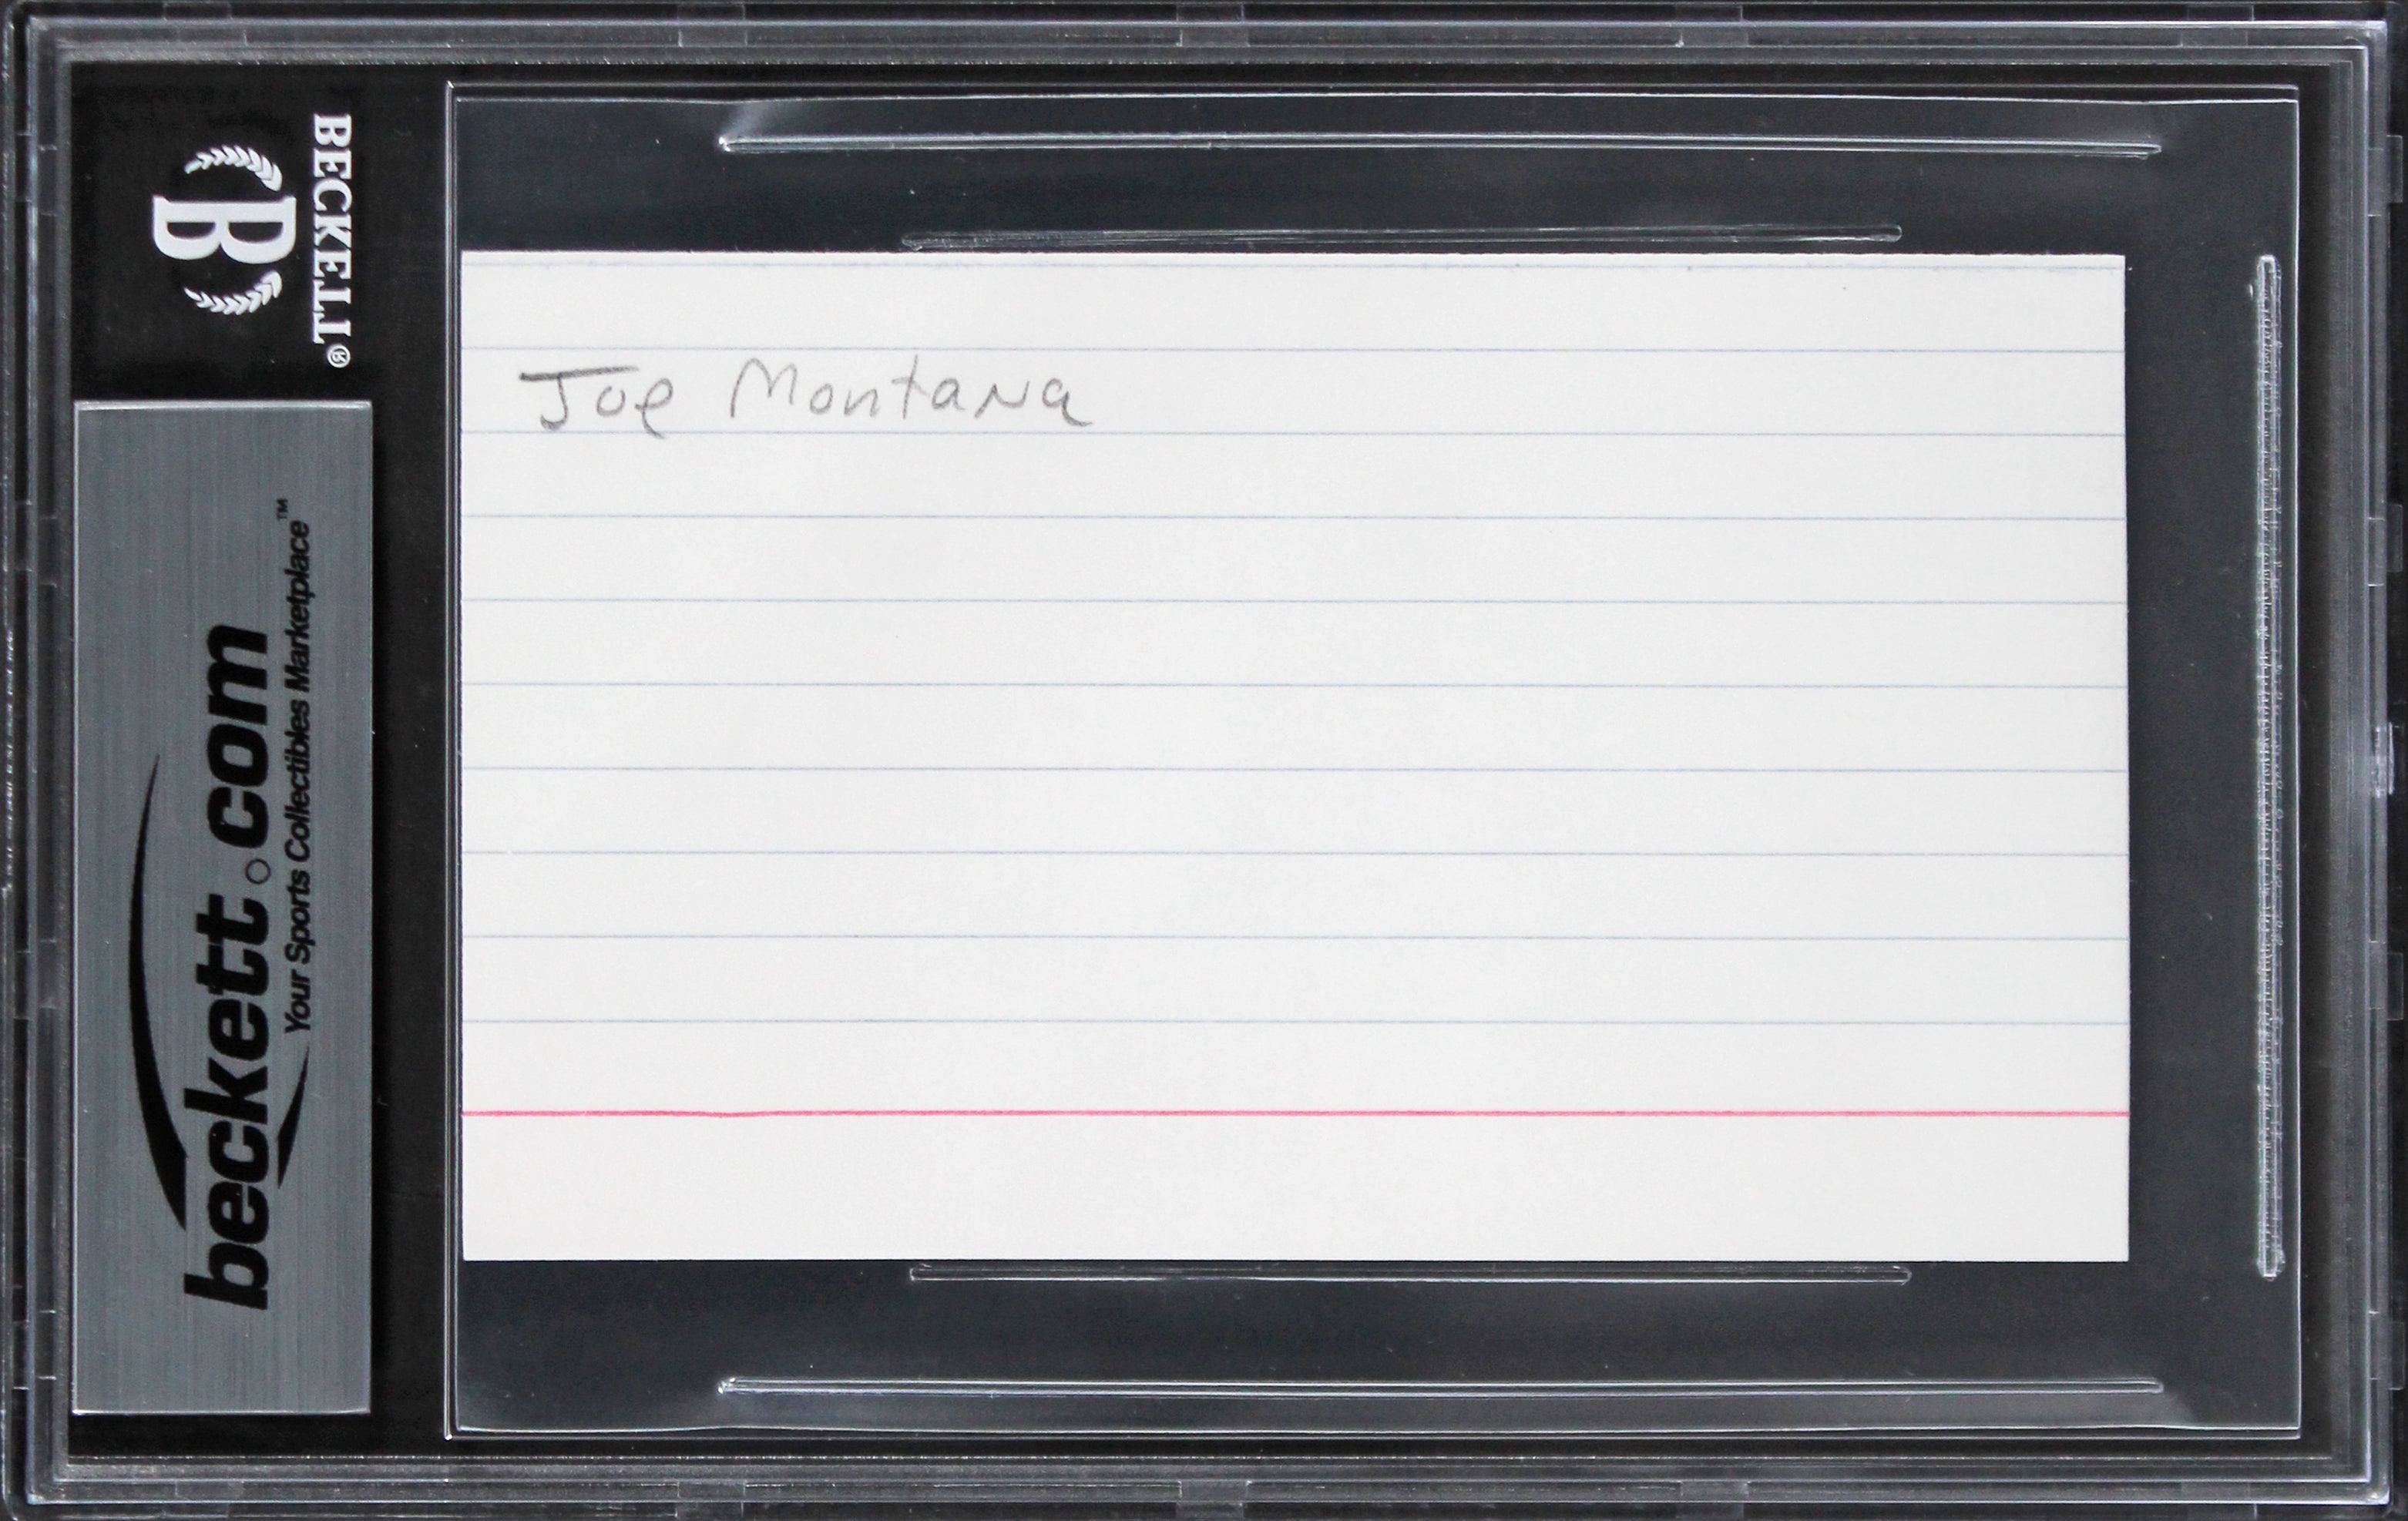 BECKETT®
B
beckett.com
Your Sports Collectibles Marketplace™
Joe Montana